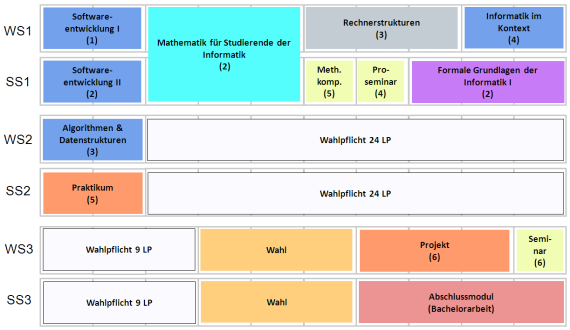 WS1
Software-
entwicklung I
(1)
Mathematik für Studierende der
Informatik
(2)
Rechnerstrukturen
(3)
Informatik im
Kontext
(4)
SS1
Software-
entwicklung II
(2)
Meth.
komp.
(5)
Pro-
seminar
(4)
Formale Grundlagen der
Informatik I
(2)
WS2
Algorithmen &
Datenstrukturen
(3)
Wahlpflicht 24 LP
SS2
Praktikum
(5)
Wahlpflicht 24 LP
WS3
Wahlpflicht 9 LP
Wahl
Projekt
(6)
Semi-
nar
(6)
SS3
Wahlpflicht 9 LP
Wahl
Abschlussmodul
(Bachelorarbeit)